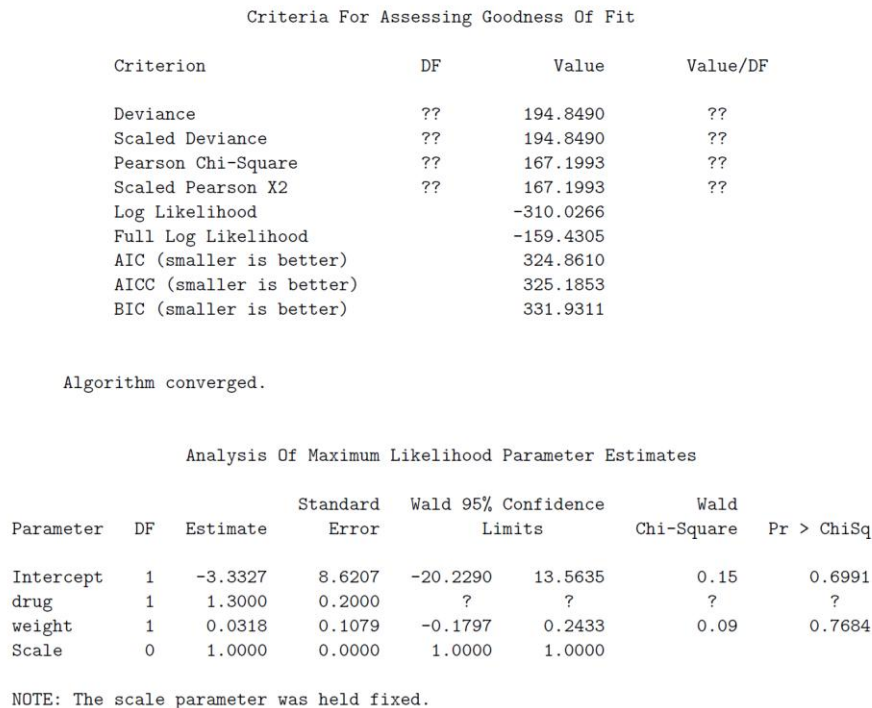 Criteria For Assessing Goodness Of Fit
Criterion DF Value Value/DF
Deviance ?? 194.8490 ??
Scaled Deviance ?? 194.8490 ??
Pearson Chi-Square ?? 167.1993 ??
Scaled Pearson X2 ?? 167.1993 ??
Log Likelihood -310.0266
Full Log Likelihood -159.4305
AIC (smaller is better) 324.8610
AICC (smaller is better) 325.1853
BIC (smaller is better) 331.9311
Algorithm converged.
Analysis Of Maximum Likelihood Parameter Estimates
Standard Wald 95% Confidence Wald
Parameter DF Estimate Error Limits Chi-Square Pr > ChiSq
Intercept 1 -3.3327 8.6207 -20.2290 13.5635 0.15 0.6991
drug 1 1.3000 0.2000 ? ? ? ?
weight 1 0.0318 0.1079 -0.1797 0.2433 0.09 0.7684
Scale 0 1.0000 0.0000 1.0000 1.0000
NOTE: The scale parameter was held fixed.